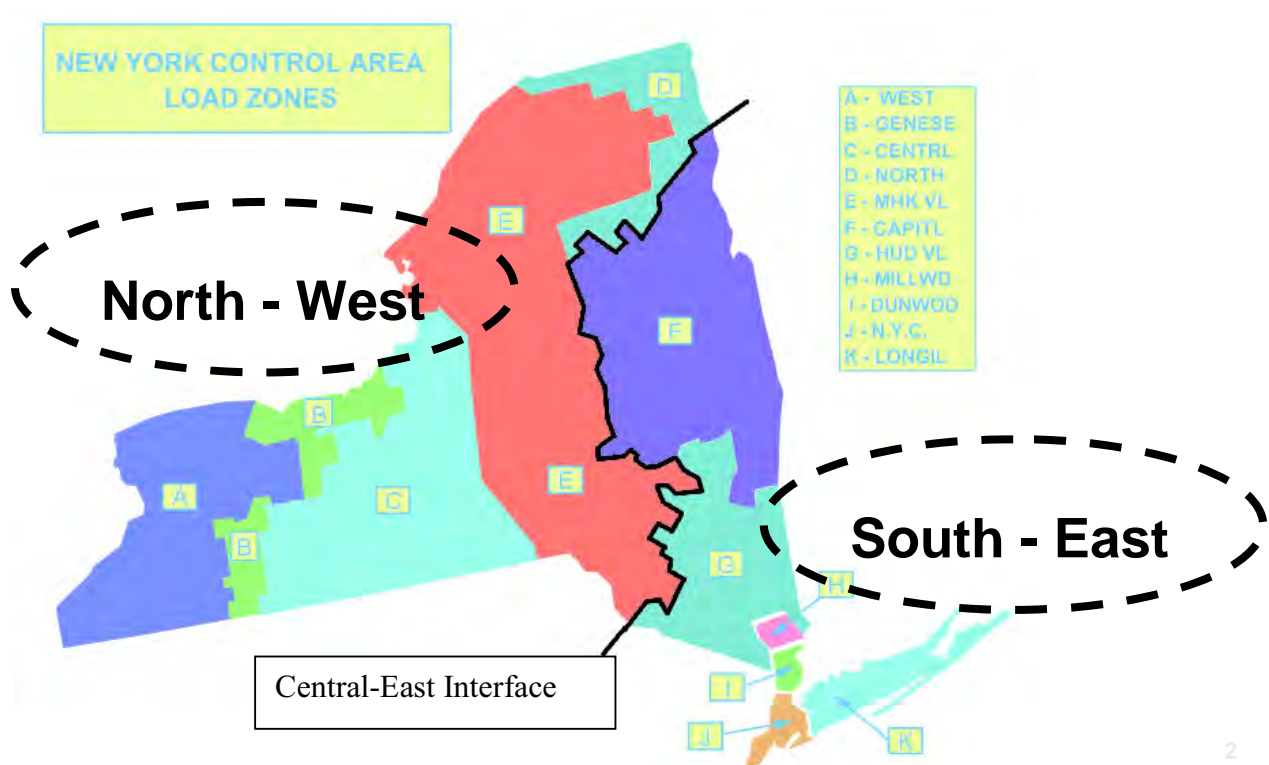 NEW YORK CONTROL AREA
LOAD ZONES
A - WEST
B - GENESE
C - CENTRL
D - NORTH
E - MHK VL
F - CAPITL
G - HUD VL
H - MILLWD
I - DUNWOD
J - N.Y.C.
K - LONGIL
D
E
North - West
F
B
A
C
E
B
G
South - East
H
Central-East Interface
I
J
K
2